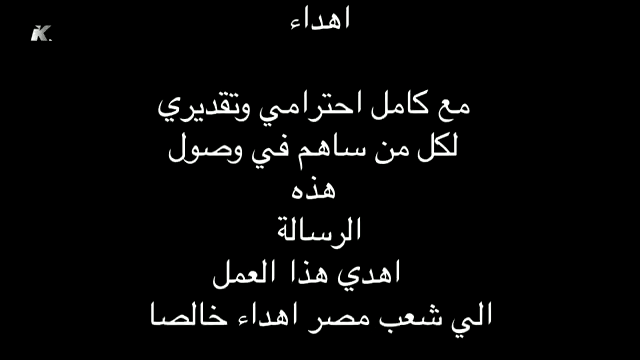 اهداء
K
مع كامل احترامي وتقديري
لكل من ساهم في وصول
هذه
الرسالة
اهدي هذا العمل
الي شعب مصر اهداء خالصا